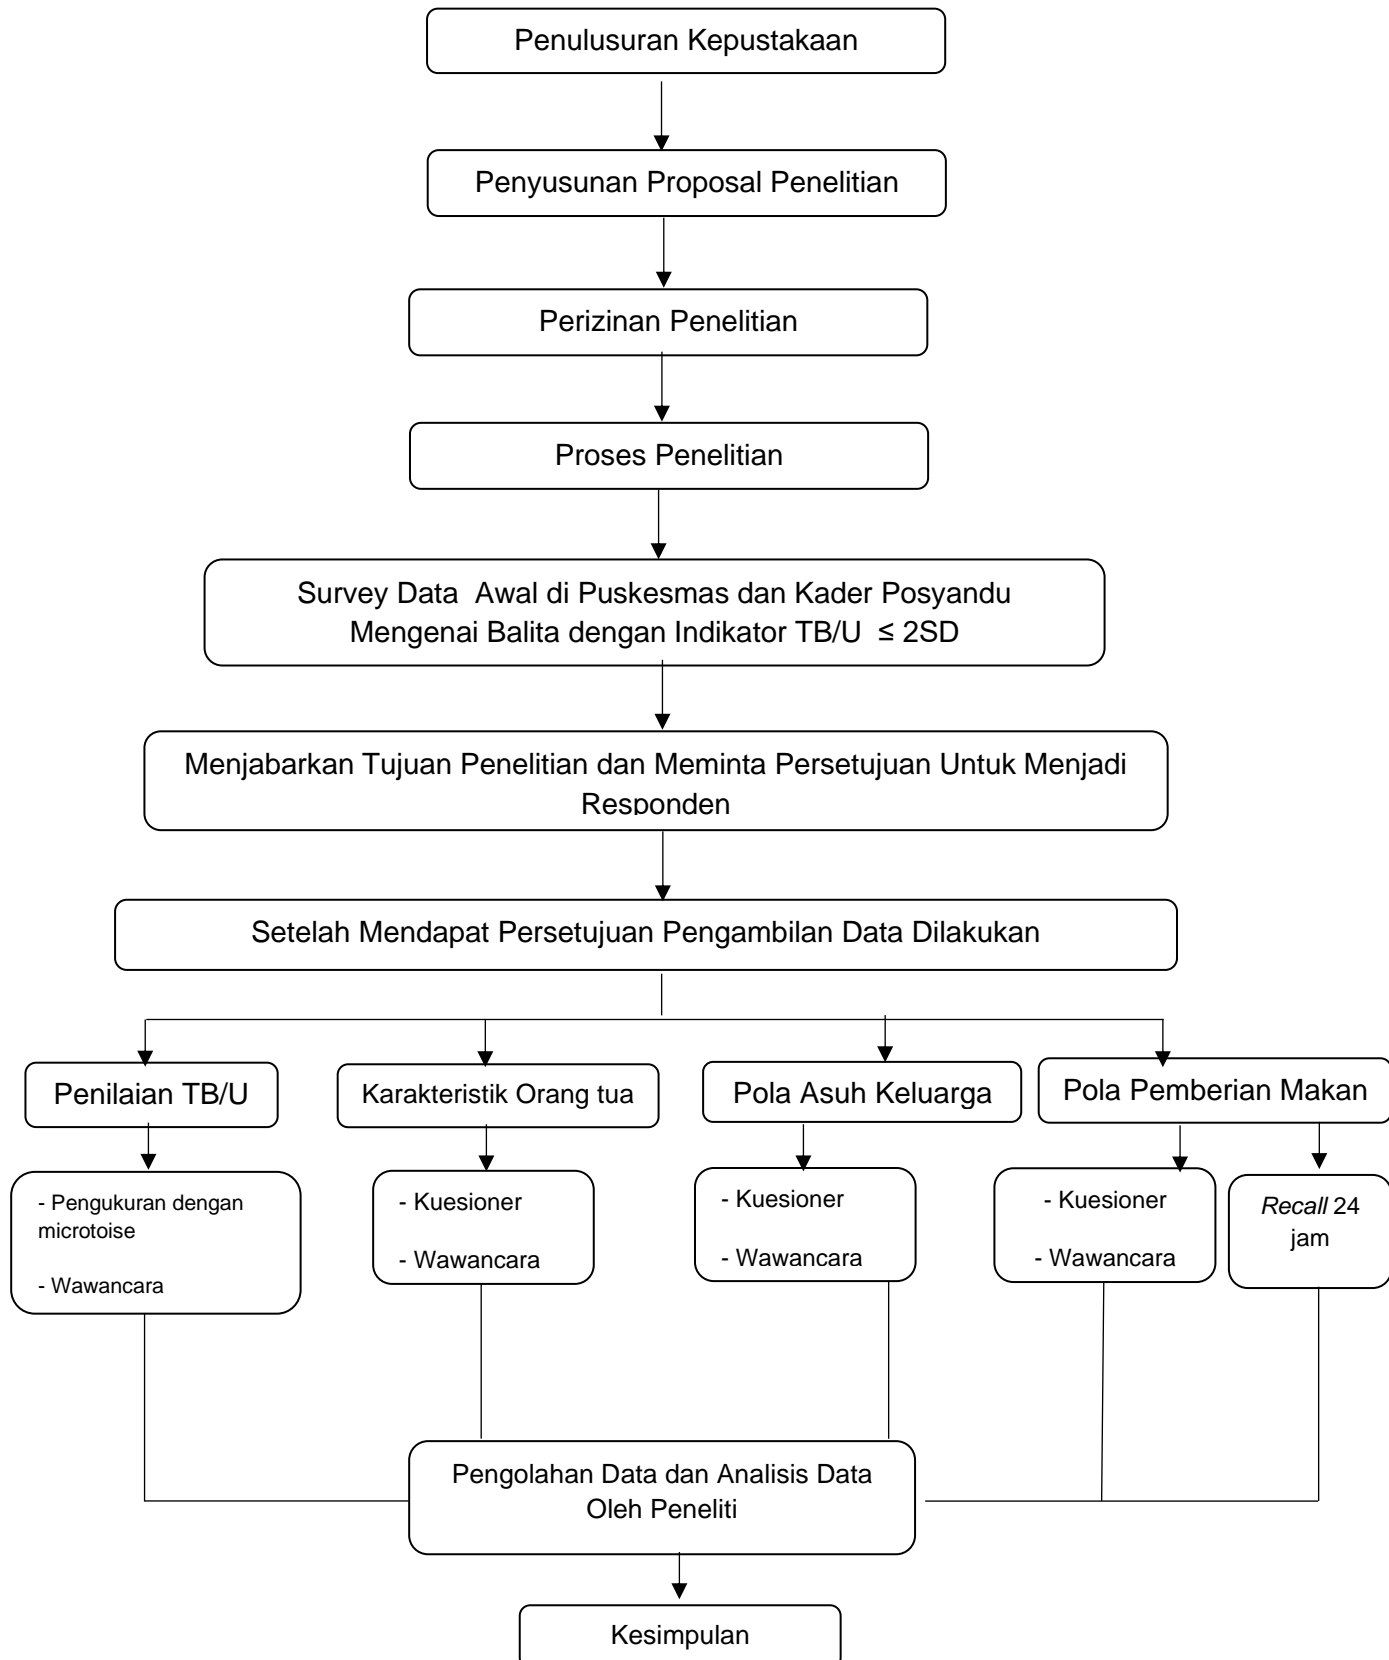 Penulusuran Kepustakaan
Penyusunan Proposal Penelitian
Perizinan Penelitian
Proses Penelitian
Survey Data  Awal di Puskesmas dan Kader Posyandu
Mengenai Balita dengan Indikator TB/U  ≤ 2SD
Menjabarkan Tujuan Penelitian dan Meminta Persetujuan Untuk Menjadi
Responden
Setelah Mendapat Persetujuan Pengambilan Data Dilakukan
Penilaian TB/U
Karakteristik Orang tua
Pola Asuh Keluarga
Pola Pemberian Makan
- Pengukuran dengan
microtoise
- Wawancara
- Kuesioner
- Wawancara
- Kuesioner
- Wawancara
- Kuesioner
- Wawancara
Recall 24
jam
Pengolahan Data dan Analisis Data
Oleh Peneliti
Kesimpulan